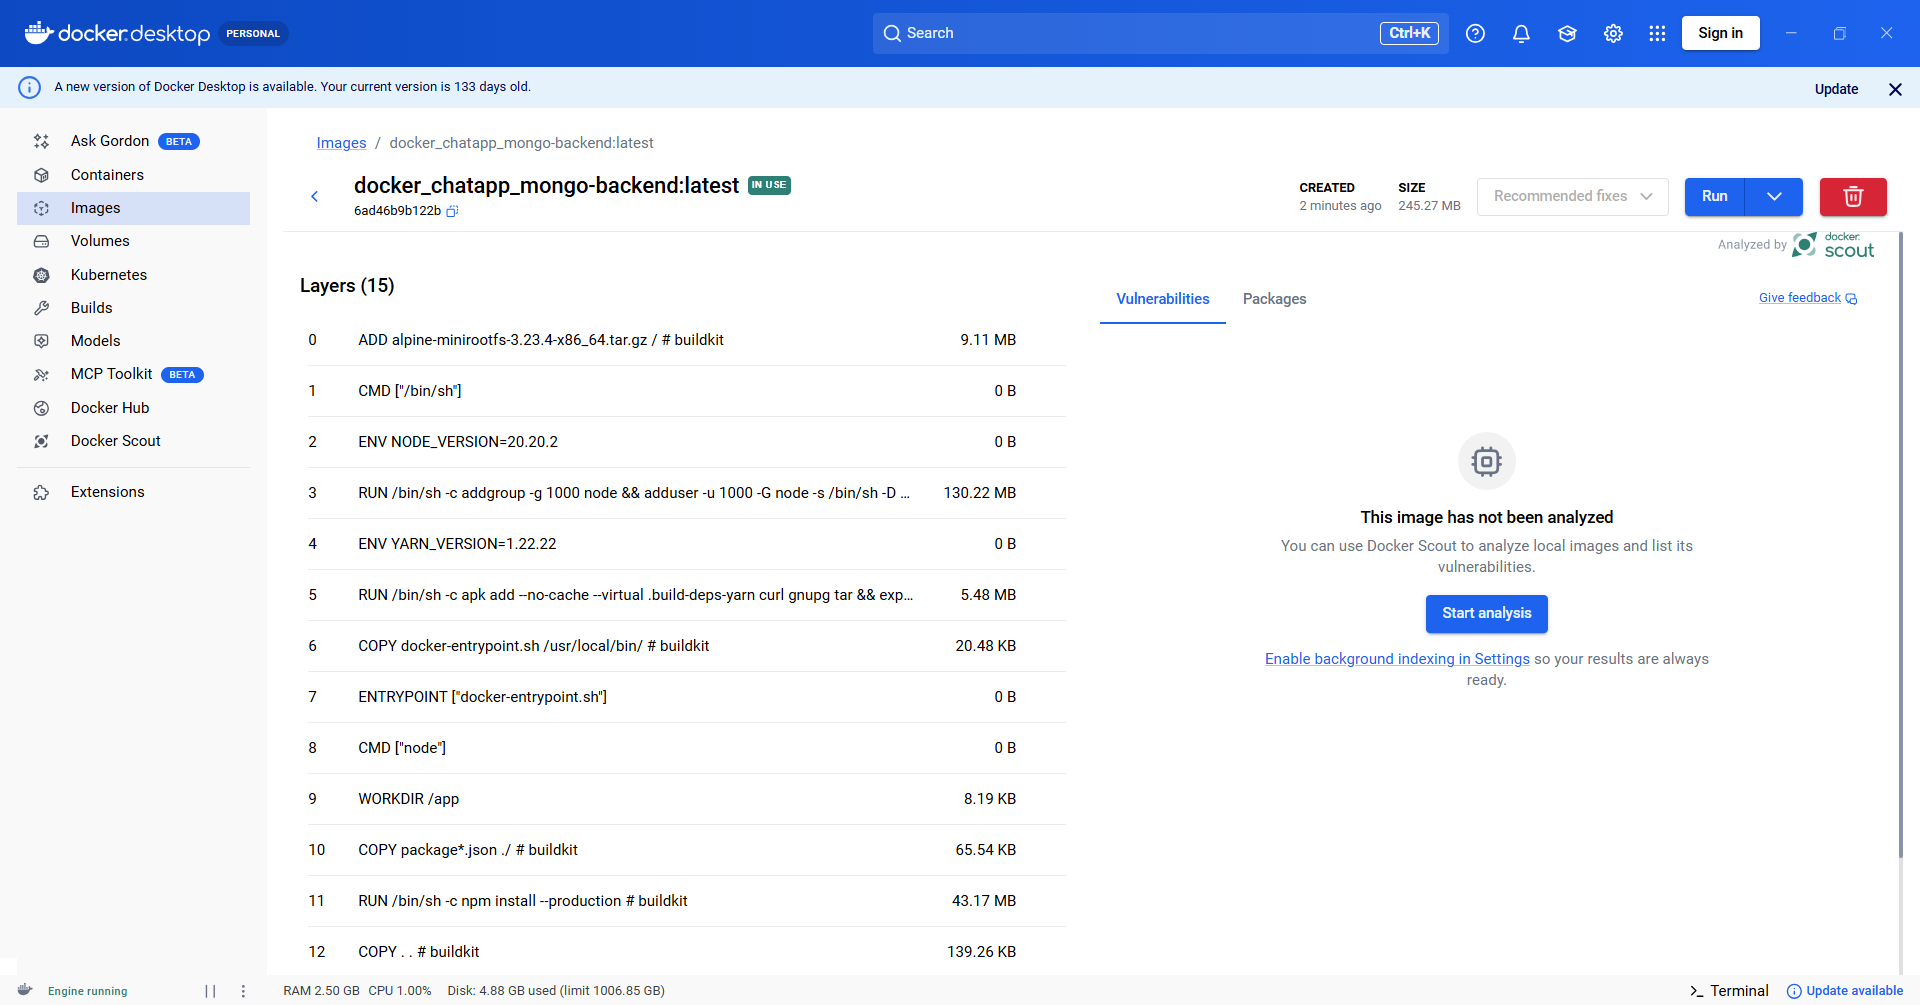 docker.desktop PERSONAL
Search Ctrl+K
Sign in
A new version of Docker Desktop is available. Your current version is 133 days old.
Update
Ask Gordon BETA
Containers
Images
Volumes
Kubernetes
Builds
Models
MCP Toolkit BETA
Docker Hub
Docker Scout
Extensions
Images / docker_chatapp_mongo-backend:latest
docker_chatapp_mongo-backend:latest IN USE
6ad46b9b122b
CREATED
2 minutes ago
SIZE
245.27 MB
Recommended fixes
Run
Analyzed by docker scout
Layers (15)
0 ADD alpine-minirootfs-3.23.4-x86_64.tar.gz / # buildkit 9.11 MB
1 CMD ["/bin/sh"] 0 B
2 ENV NODE_VERSION=20.20.2 0 B
3 RUN /bin/sh -c addgroup -g 1000 node && adduser -u 1000 -G node -s /bin/sh -D ... 130.22 MB
4 ENV YARN_VERSION=1.22.22 0 B
5 RUN /bin/sh -c apk add --no-cache --virtual .build-deps-yarn curl gnupg tar && exp... 5.48 MB
6 COPY docker-entrypoint.sh /usr/local/bin/ # buildkit 20.48 KB
7 ENTRYPOINT ["docker-entrypoint.sh"] 0 B
8 CMD ["node"] 0 B
9 WORKDIR /app 8.19 KB
10 COPY package*.json ./ # buildkit 65.54 KB
11 RUN /bin/sh -c npm install --production # buildkit 43.17 MB
12 COPY . . # buildkit 139.26 KB
Vulnerabilities
Packages
Give feedback
This image has not been analyzed
You can use Docker Scout to analyze local images and list its
vulnerabilities.
Start analysis
Enable background indexing in Settings so your results are always
ready.
Engine running
RAM 2.50 GB CPU 1.00% Disk: 4.88 GB used (limit 1006.85 GB)
Terminal
Update available